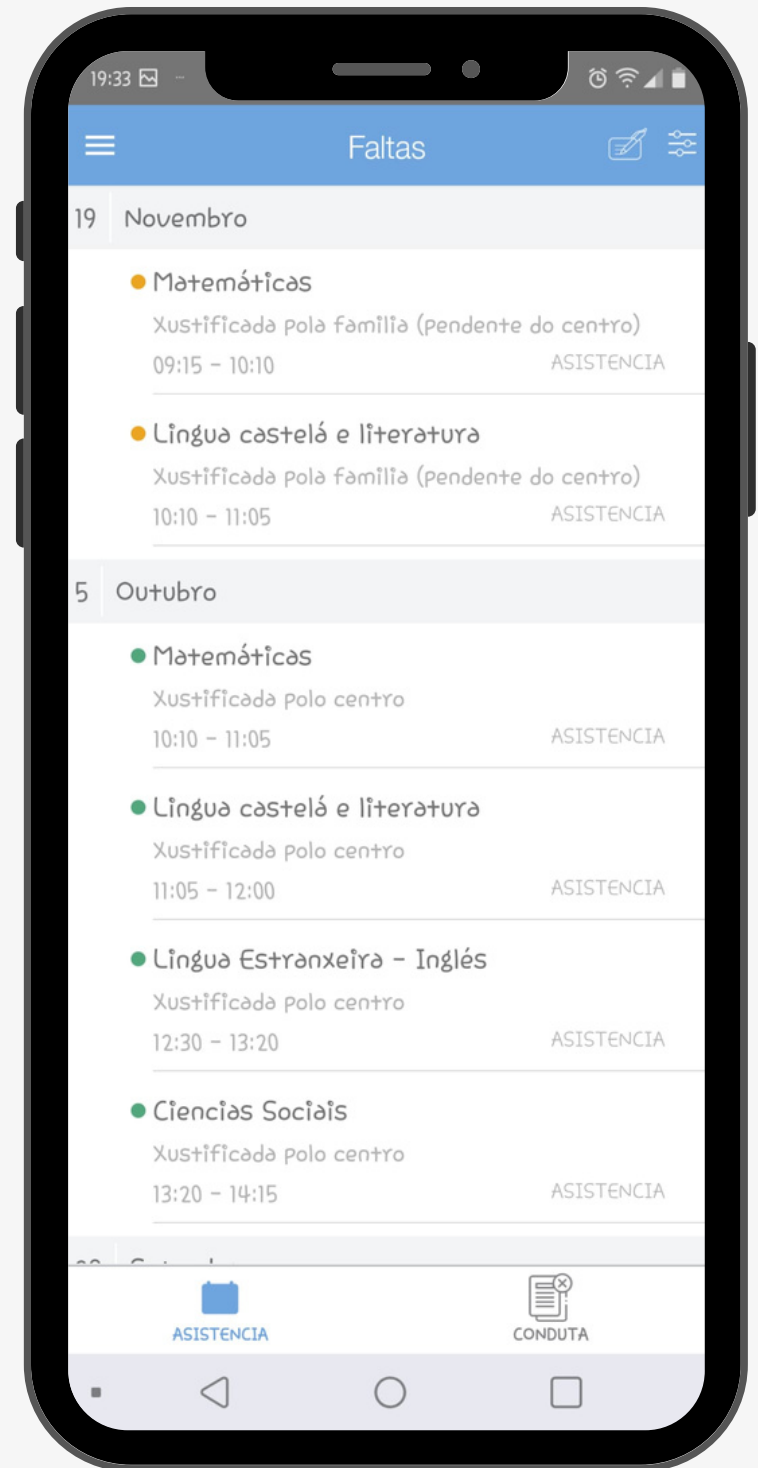 19:33
Faltas
19 Novembro
Matemáticas
Xustificada pola familia (pendente do centro)
09:15 - 10:10 ASISTENCIA
Lingua castelá e literatura
Xustificada pola familia (pendente do centro)
10:10 - 11:05 ASISTENCIA
5 Outubro
Matemáticas
Xustificada polo centro
10:10 - 11:05 ASISTENCIA
Lingua castelá e literatura
Xustificada polo centro
11:05 - 12:00 ASISTENCIA
Lingua Estranxeira - Inglés
Xustificada polo centro
12:30 - 13:20 ASISTENCIA
Ciencias Sociais
Xustificada polo centro
13:20 - 14:15 ASISTENCIA
ASISTENCIA CONDUTA